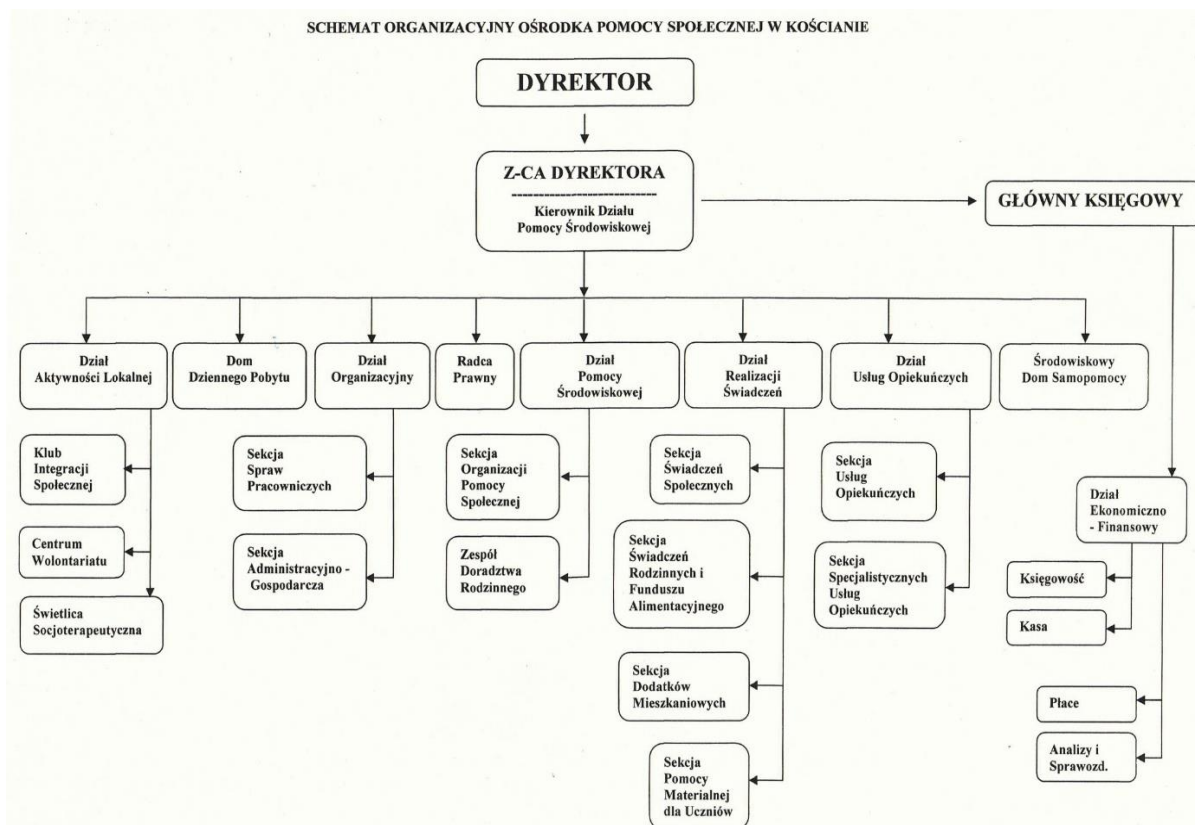 SCHEMAT ORGANIZACYJNY OŚRODKA POMOCY SPOŁECZNEJ W KOŚCIANIE
DYREKTOR
Z-CA DYREKTORA
---------------------------
Kierownik Działu
Pomocy Środowiskowej
GŁÓWNY KSIĘGOWY
Dział
Aktywności Lokalnej
Dom
Dziennego Pobytu
Dział
Organizacyjny
Radca
Prawny
Dział
Pomocy
Środowiskowej
Dział
Realizacji
Świadczeń
Dział
Usług Opiekuńczych
Środowiskowy
Dom Samopomocy
Klub
Integracji
Społecznej
Centrum
Wolontariatu
Świetlica
Socjoterapeutyczna
Sekcja
Spraw
Pracowniczych
Sekcja
Administracyjno -
Gospodarcza
Sekcja
Organizacji
Pomocy
Społecznej
Zespół
Doradztwa
Rodzinnego
Sekcja
Świadczeń
Społecznych
Sekcja
Świadczeń
Rodzinnych i
Funduszu
Alimentacyjnego
Sekcja
Dodatków
Mieszkaniowych
Sekcja
Pomocy
Materialnej
dla Uczniów
Sekcja
Usług
Opiekuńczych
Sekcja
Specjalistycznych
Usług
Opiekuńczych
Dział
Ekonomiczno
- Finansowy
Księgowość
Kasa
Płace
Analizy i
Sprawozd.